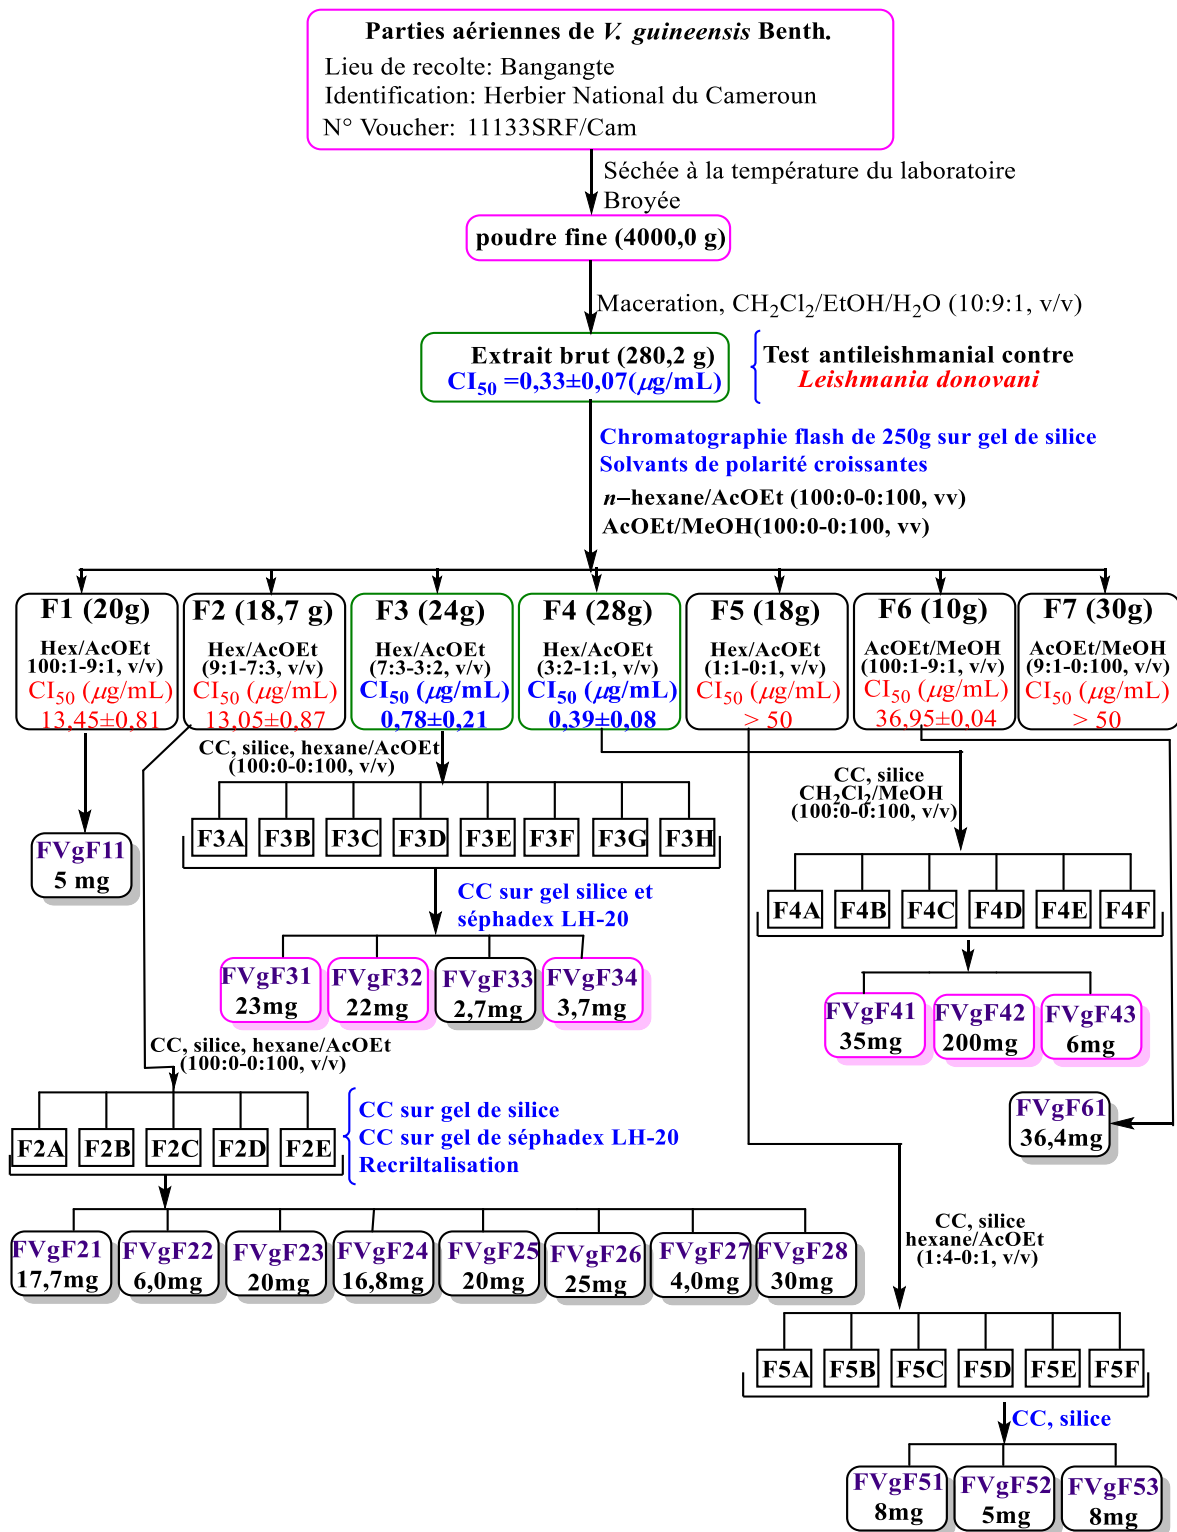 Parties aériennes de V. guineensis Benth.
Lieu de recolte: Bangangte
Identification: Herbier National du Cameroun
N° Voucher: 11133SRF/Cam
Séchée à la température du laboratoire
Broyée
poudre fine (4000,0 g)
Maceration, CH₂Cl₂/EtOH/H₂O (10:9:1, v/v)
Extrait brut (280,2 g)
CI₅₀ =0,33±0,07(µg/mL)
Test antileishmanial contre
Leishmania donovani
Chromatographie flash de 250g sur gel de silice
Solvants de polarité croissantes
n–hexane/AcOEt (100:0-0:100, vv)
AcOEt/MeOH(100:0-0:100, vv)
F1 (20g)
Hex/AcOEt
100:1-9:1, v/v)
CI₅₀ (µg/mL)
13,45±0,81
F2 (18,7 g)
Hex/AcOEt
(9:1-7:3, v/v)
CI₅₀ (µg/mL)
13,05±0,87
F3 (24g)
Hex/AcOEt
(7:3-3:2, v/v)
CI₅₀ (µg/mL)
0,78±0,21
F4 (28g)
Hex/AcOEt
(3:2-1:1, v/v)
CI₅₀ (µg/mL)
0,39±0,08
F5 (18g)
Hex/AcOEt
(1:1-0:1, v/v)
CI₅₀ (µg/mL)
> 50
F6 (10g)
AcOEt/MeOH
(100:1-9:1, v/v)
CI₅₀ (µg/mL)
36,95±0,04
F7 (30g)
AcOEt/MeOH
(9:1-0:100, v/v)
CI₅₀ (µg/mL)
> 50
CC, silice, hexane/AcOEt
(100:0-0:100, v/v)
CC, silice
CH₂Cl₂/MeOH
(100:0-0:100, v/v)
F3A F3B F3C F3D F3E F3F F3G F3H
FVgF11
5 mg
F4A F4B F4C F4D F4E F4F
CC sur gel silice et
séphadex LH-20
FVgF31
23mg
FVgF32
22mg
FVgF33
2,7mg
FVgF34
3,7mg
FVgF41
35mg
FVgF42
200mg
FVgF43
6mg
CC, silice, hexane/AcOEt
(100:0-0:100, v/v)
FVgF61
36,4mg
F2A F2B F2C F2D F2E
CC sur gel de silice
CC sur gel de séphadex LH-20
Recriltalisation
FVgF21
17,7mg
FVgF22
6,0mg
FVgF23
20mg
FVgF24
16,8mg
FVgF25
20mg
FVgF26
25mg
FVgF27
4,0mg
FVgF28
30mg
CC, silice
hexane/AcOEt
(1:4-0:1, v/v)
F5A F5B F5C F5D F5E F5F
CC, silice
FVgF51
8mg
FVgF52
5mg
FVgF53
8mg